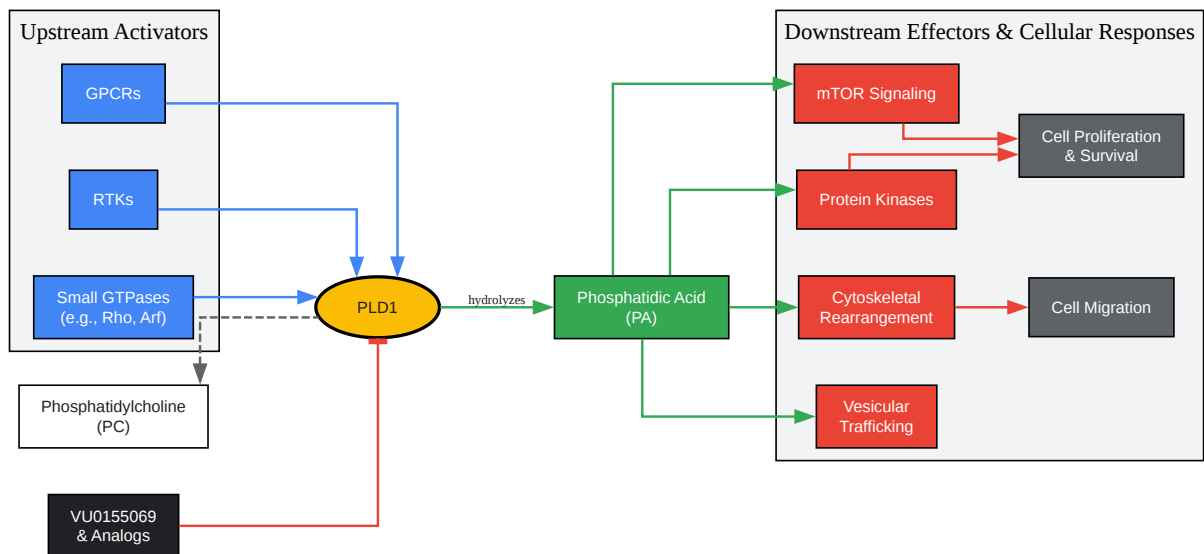 Upstream Activators
GPCRs
RTKs
Small GTPases
(e.g., Rho, Arf)
Phosphatidylcholine
(PC)
VU0155069
& Analogs
PLD1
hydrolyzes
Phosphatidic Acid
(PA)
Downstream Effectors & Cellular Responses
mTOR Signaling
Cell Proliferation
& Survival
Protein Kinases
Cytoskeletal
Rearrangement
Cell Migration
Vesicular
Trafficking